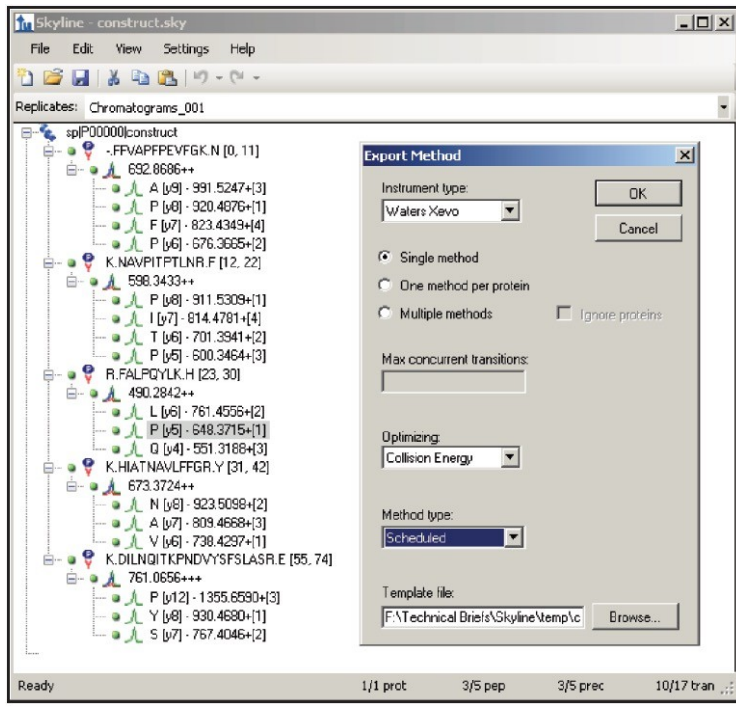 Skyline - construct.sky
File Edit View Settings Help
Replicates: Chromatograms_001
sp|P00000|construct
-.FFVAPFPEVFGK.N [0, 11]
692.8686++
A [y9] - 991.5247+[3]
P [y8] - 920.4876+[1]
F [y7] - 823.4349+[4]
P [y6] - 676.3665+[2]
K.NAVPITPTLNR.F [12, 22]
598.3433++
P [y8] - 911.5309+[1]
I [y7] - 814.4781+[4]
T [y6] - 701.3941+[2]
P [y5] - 600.3464+[3]
R.FALPQYLK.H [23, 30]
490.2842++
L [y6] - 761.4556+[2]
P [y5] - 648.3715+[1]
Q [y4] - 551.3188+[3]
K.HIATNAVLFFGR.Y [31, 42]
673.3724++
N [y8] - 923.5098+[2]
A [y7] - 809.4668+[3]
V [y6] - 738.4297+[1]
K.DILNQITKPNDVYSFSLASR.E [55, 74]
761.0656+++
P [y12] - 1355.6590+[3]
Y [y8] - 930.4680+[1]
S [y7] - 767.4046+[2]
Export Method
Instrument type:
Waters Xevo
OK
Cancel
Single method
One method per protein
Multiple methods
Ignore proteins
Max concurrent transitions:
Optimizing:
Collision Energy
Method type:
Scheduled
Template file:
F:\Technical Briefs\Skyline\temp\c Browse...
Ready 1/1 prot 3/5 pep 3/5 prec 10/17 tran